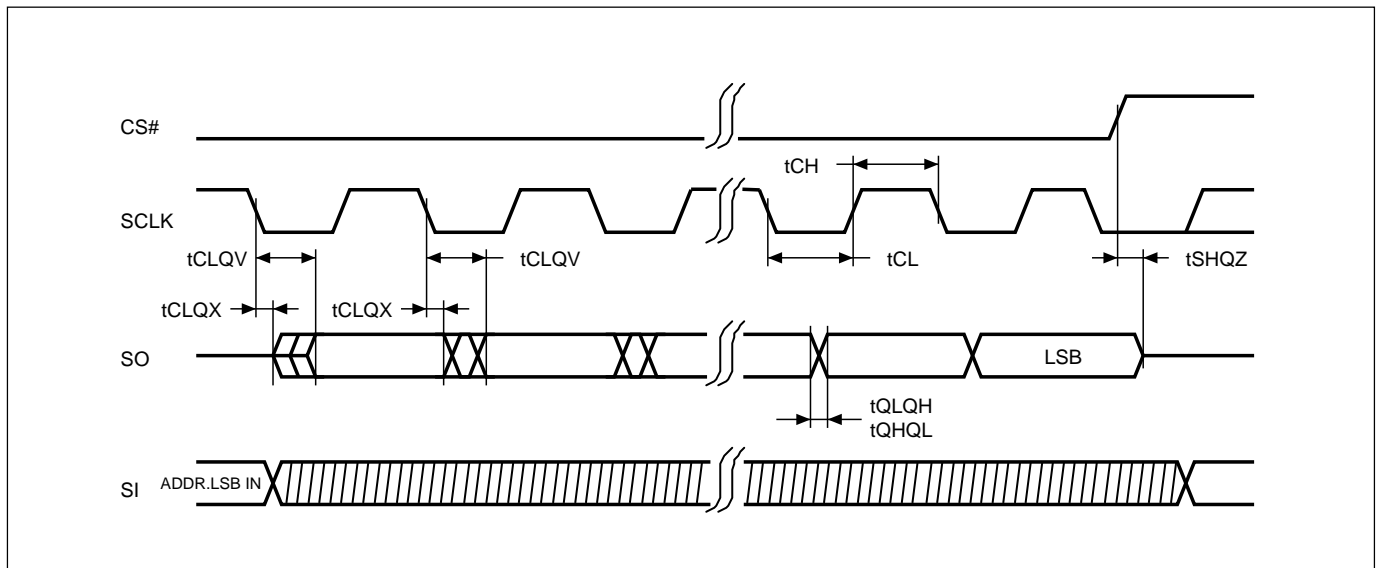 CS#
tCH
SCLK
tCLQV
tCLQV
tCL
tSHQZ
tCLQX
tCLQX
SO
LSB
tQLQH
tQHQL
SI
ADDR.LSB IN